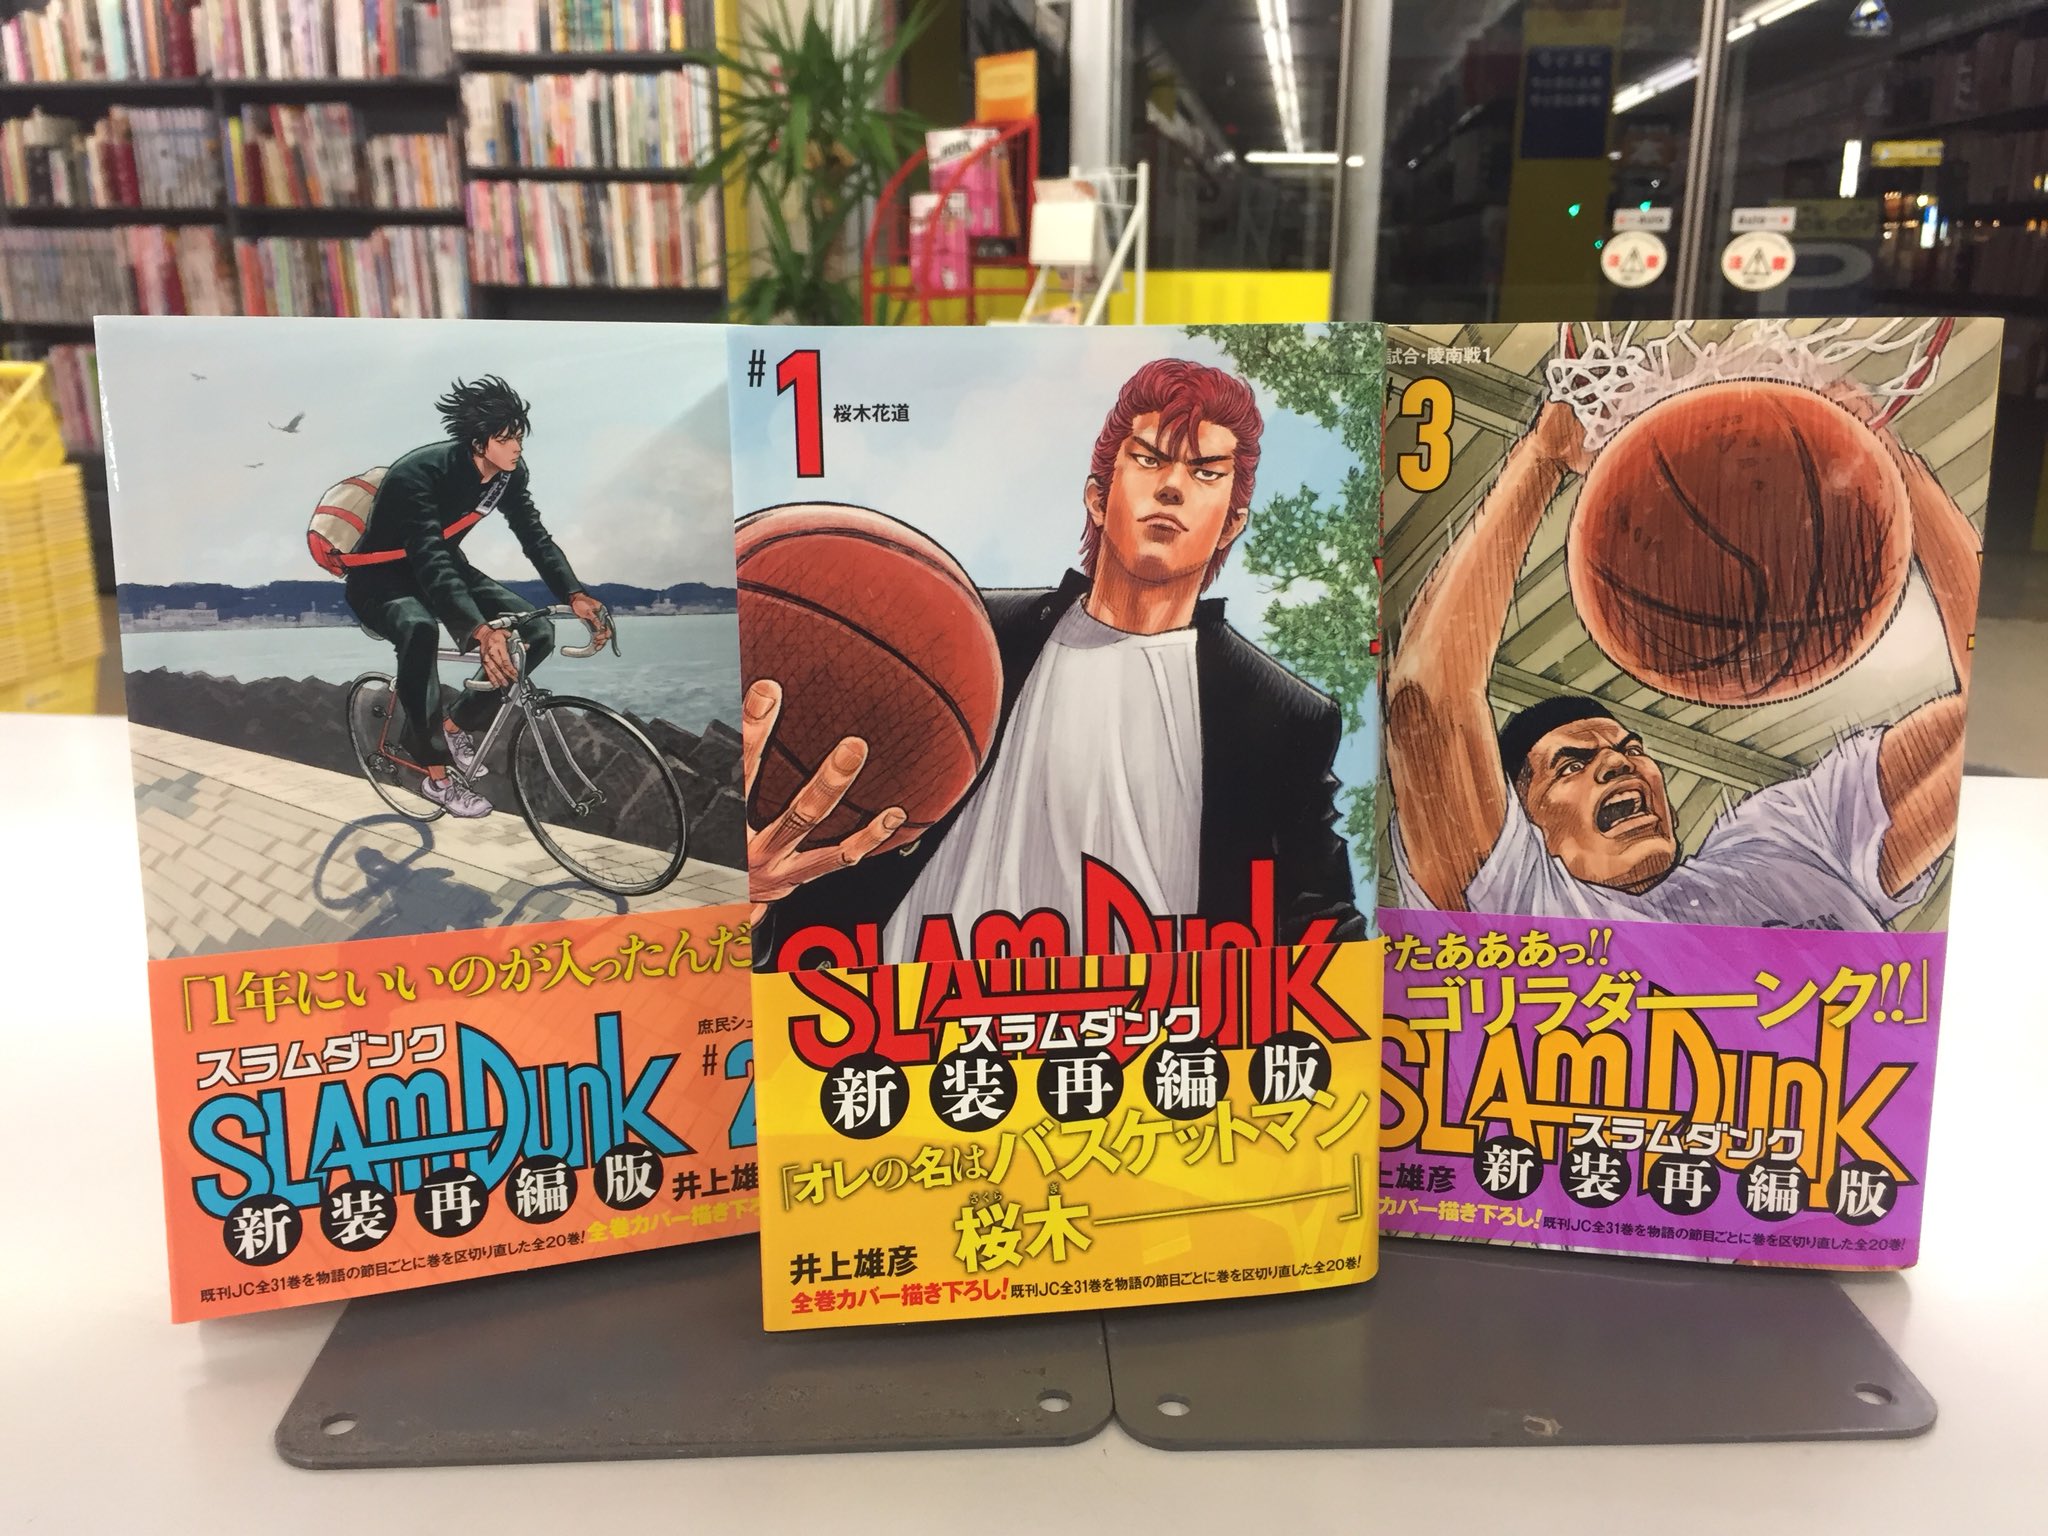 「1年にいいのが入ったんだ
スラムダンク
庶民シュ
#2
SLAM DUNK
新装再編版
井上雄
全巻カバー描き下ろ
既刊JC全31巻を物語の節目ごとに巻を区切り直した全20巻!
#1
桜木花道
SLAM DUNK
スラムダンク
新装再編版
「オレの名はバスケットマン
さくらぎ
桜木―――」
井上雄彦
全巻カバー描き下ろし!既刊JC全31巻を物語の節目ごとに巻を区切り直した全20巻!
試合・陵南戦1
#3
でたあああっ!!
ゴリラダーーンク!!」
SLAM DUNK
スラムダンク
新装再編版
上雄彦
カバー描き下ろし!既刊JC全31巻を物語の節目ごとに巻を区切り直した全20巻!
注意
注意